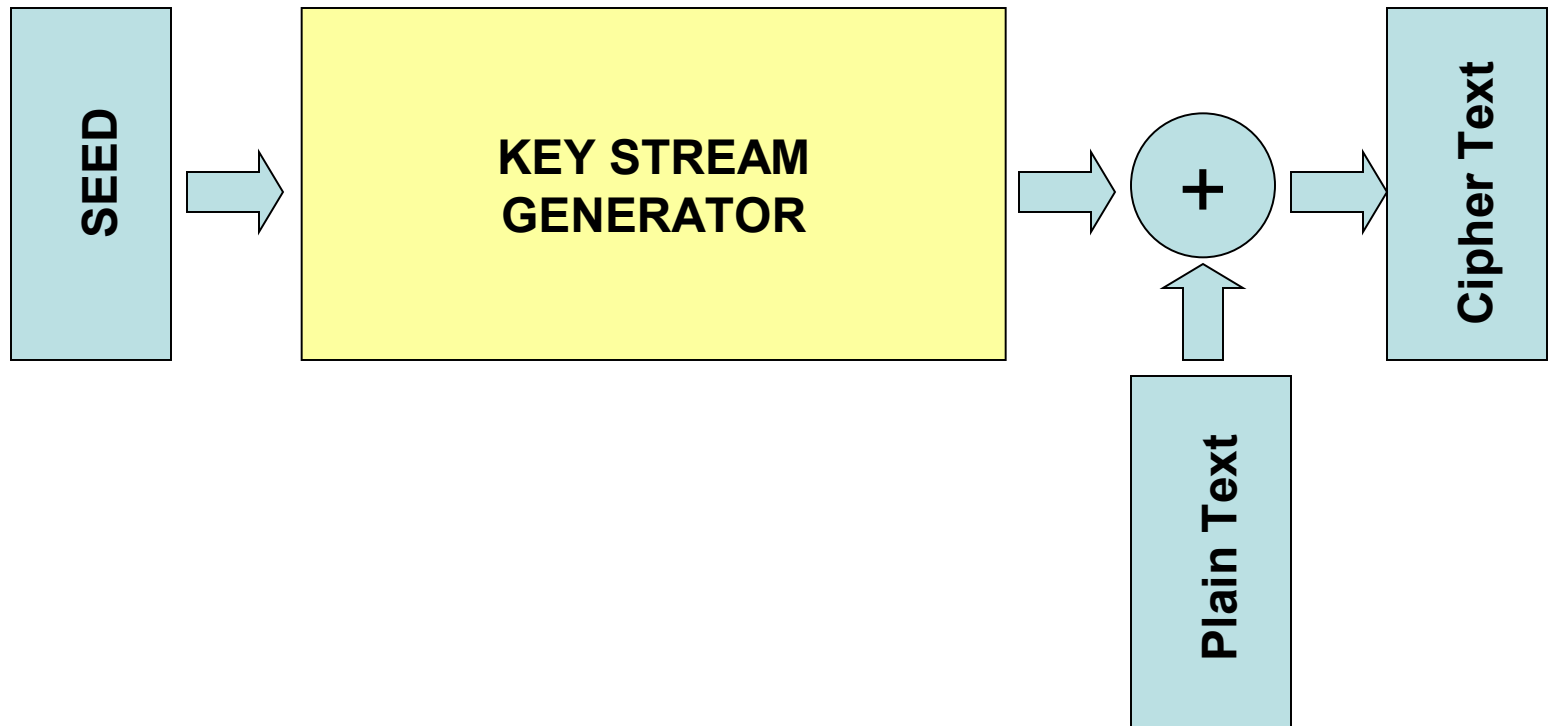 SEED
KEY STREAM
GENERATOR
+
Cipher Text
Plain Text